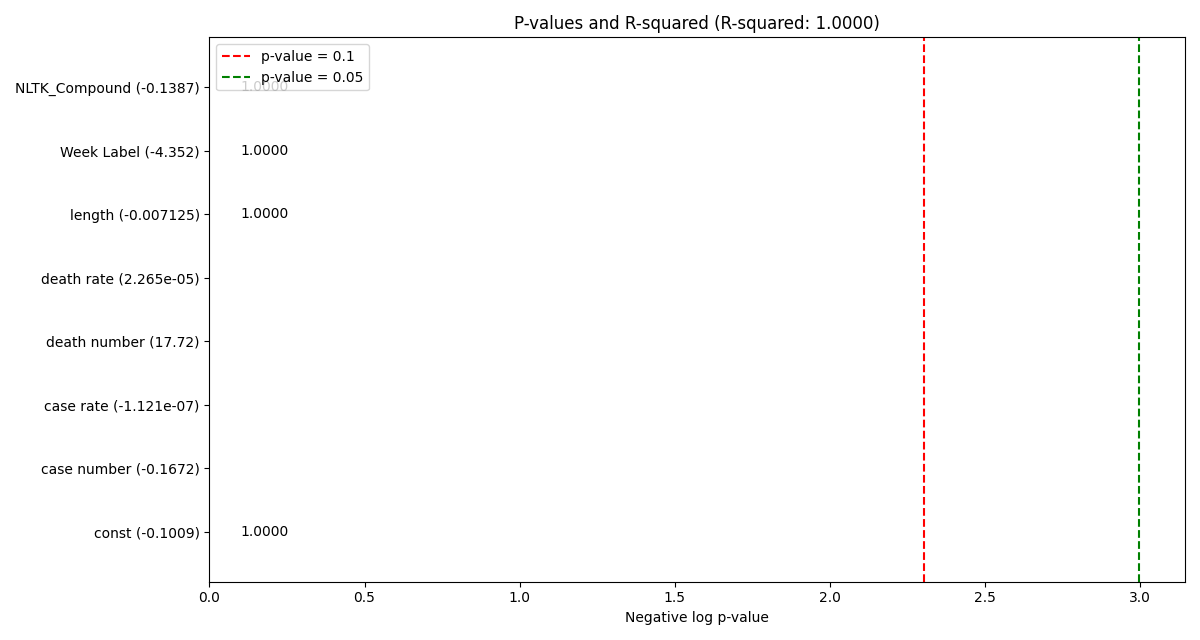 P-values and R-squared (R-squared: 1.0000)
p-value = 0.1
p-value = 0.05
NLTK_Compound (-0.1387)
1.0000
Week Label (-4.352)
1.0000
length (-0.007125)
1.0000
death rate (2.265e-05)
death number (17.72)
case rate (-1.121e-07)
case number (-0.1672)
const (-0.1009)
1.0000
0.0
0.5
1.0
1.5
2.0
2.5
3.0
Negative log p-value